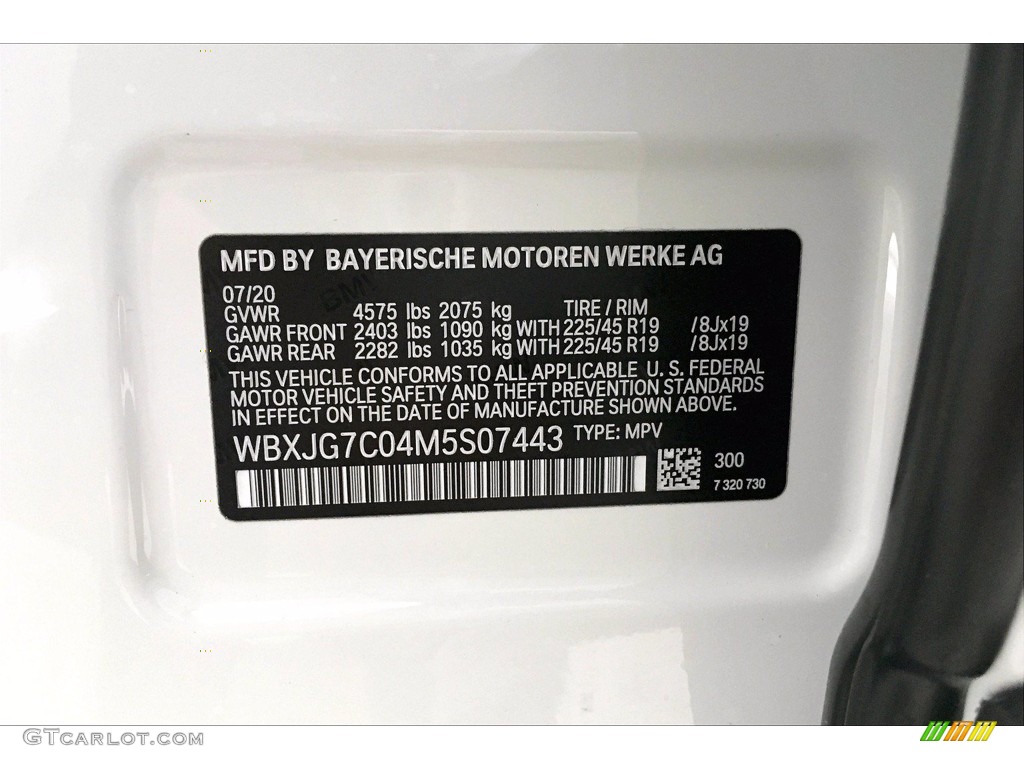 MFD BY BAYERISCHE MOTOREN WERKE AG
07/20
GVWR 4575 lbs 2075 kg TIRE / RIM
GAWR FRONT 2403 lbs 1090 kg WITH 225/45 R19 /8Jx19
GAWR REAR 2282 lbs 1035 kg WITH 225/45 R19 /8Jx19
THIS VEHICLE CONFORMS TO ALL APPLICABLE U. S. FEDERAL
MOTOR VEHICLE SAFETY AND THEFT PREVENTION STANDARDS
IN EFFECT ON THE DATE OF MANUFACTURE SHOWN ABOVE.
WBXJG7C04M5S07443 TYPE: MPV
300
7 320 730
GTcarlot.com